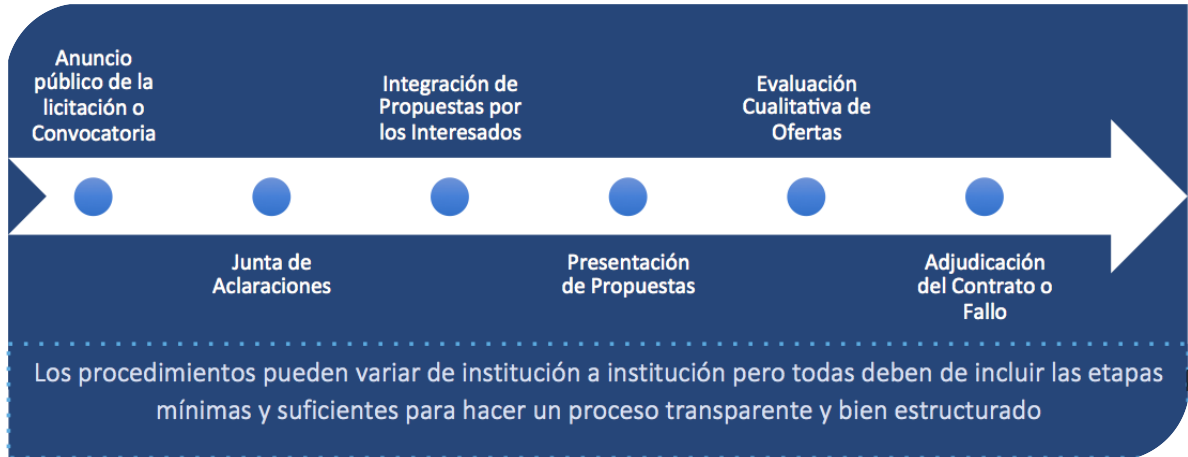 Anuncio
público de la
licitación o
Convocatoria
Junta de
Aclaraciones
Integración de
Propuestas por
los Interesados
Presentación
de Propuestas
Evaluación
Cualitativa de
Ofertas
Adjudicación
del Contrato o
Fallo
Los procedimientos pueden variar de institución a institución pero todas deben de incluir las etapas
mínimas y suficientes para hacer un proceso transparente y bien estructurado